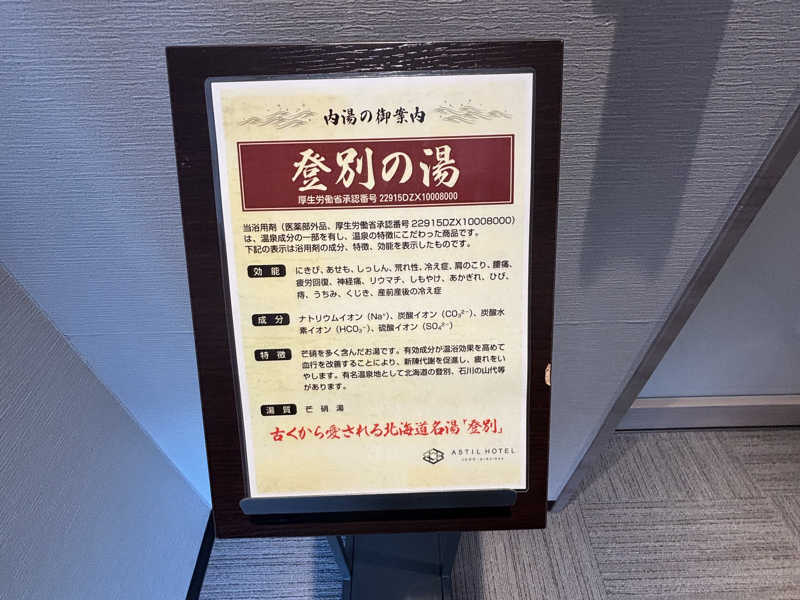 内湯の御案内
登別の湯
厚生労働省承認番号 22915DZX10008000
当浴用剤（医薬部外品、厚生労働省承認番号 22915DZX10008000）
は、温泉成分の一部を有し、温泉の特徴にこだわった商品です。
下記の表示は浴用剤の成分、特徴、効能を表示したものです。
効能 にきび、あせも、しっしん、荒れ性、冷え症、肩のこり、腰痛、
疲労回復、神経痛、リウマチ、しもやけ、あかぎれ、ひび、
痔、うちみ、くじき、産前産後の冷え症
成分 ナトリウムイオン（Na⁺）、炭酸イオン（CO₃²⁻）、炭酸水
素イオン（HCO₃⁻）、硫酸イオン（SO₄²⁻）
特徴 芒硝を多く含んだお湯です。有効成分が温浴効果を高めて
血行を改善することにより、新陳代謝を促進し、疲れをい
やします。有名温泉地として北海道の登別、石川の山代等
があります。
湯質 芒硝湯
古くから愛される北海道名湯「登別」
ASTIL HOTEL